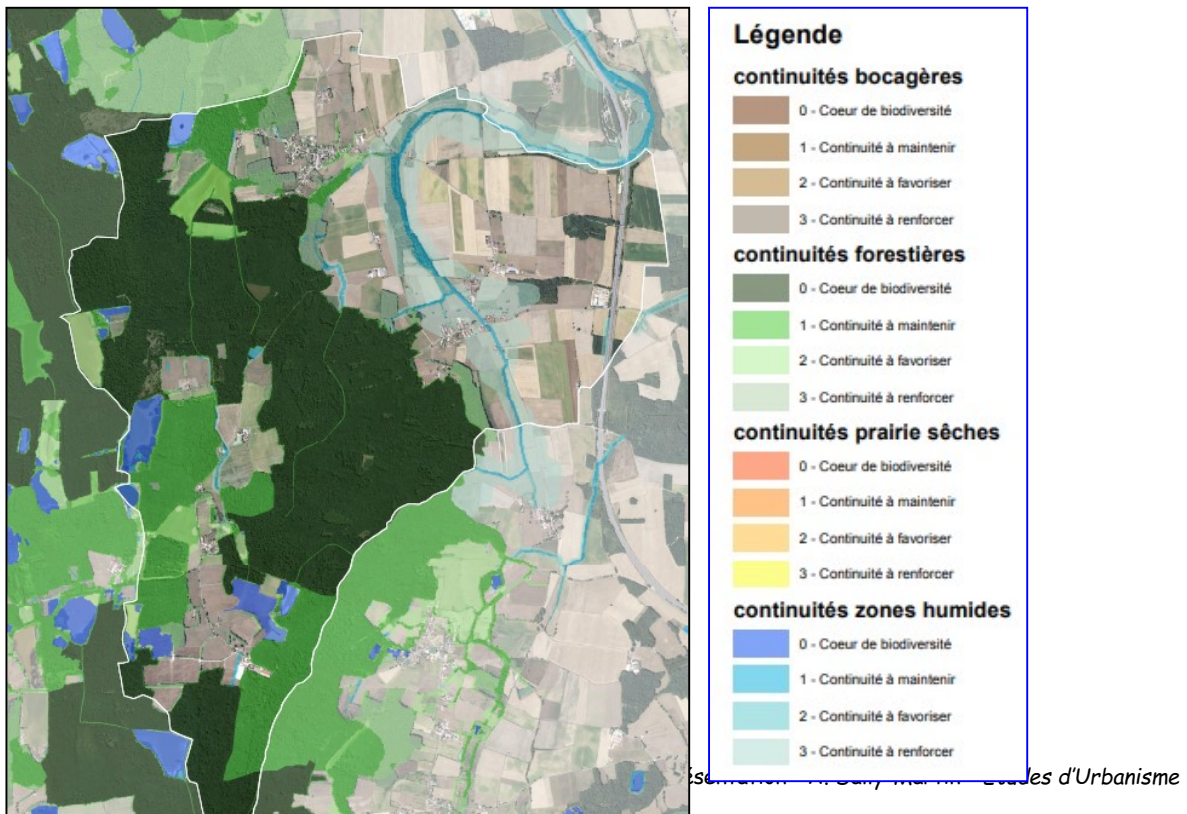 Légende
continuités bocagères
0 - Coeur de biodiversité
1 - Continuité à maintenir
2 - Continuité à favoriser
3 - Continuité à renforcer
continuités forestières
0 - Coeur de biodiversité
1 - Continuité à maintenir
2 - Continuité à favoriser
3 - Continuité à renforcer
continuités prairie sêches
0 - Coeur de biodiversité
1 - Continuité à maintenir
2 - Continuité à favoriser
3 - Continuité à renforcer
continuités zones humides
0 - Coeur de biodiversité
1 - Continuité à maintenir
2 - Continuité à favoriser
3 - Continuité à renforcer
d'Urbanisme